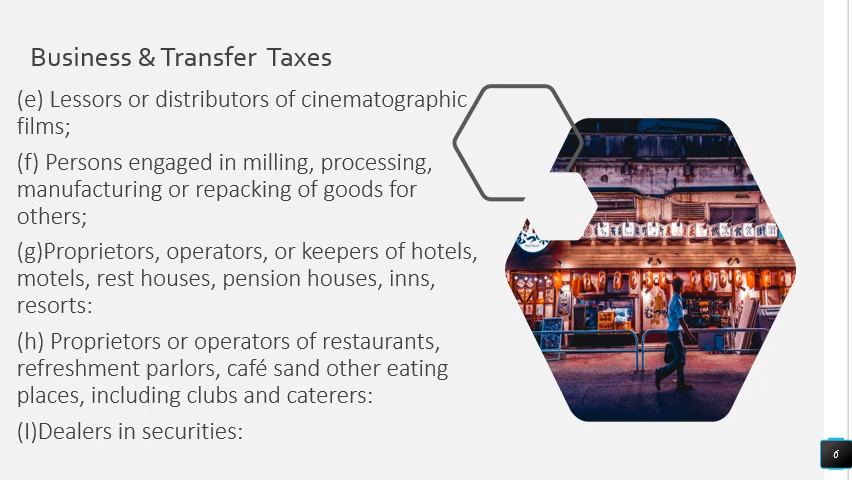 Business & Transfer Taxes
(e) Lessors or distributors of cinematographic
films;
(f) Persons engaged in milling, processing,
manufacturing or repacking of goods for
others;
(g)Proprietors, operators, or keepers of hotels,
motels, rest houses, pension houses, inns,
resorts:
(h) Proprietors or operators of restaurants,
refreshment parlors, café sand other eating
places, including clubs and caterers:
(I)Dealers in securities:
6